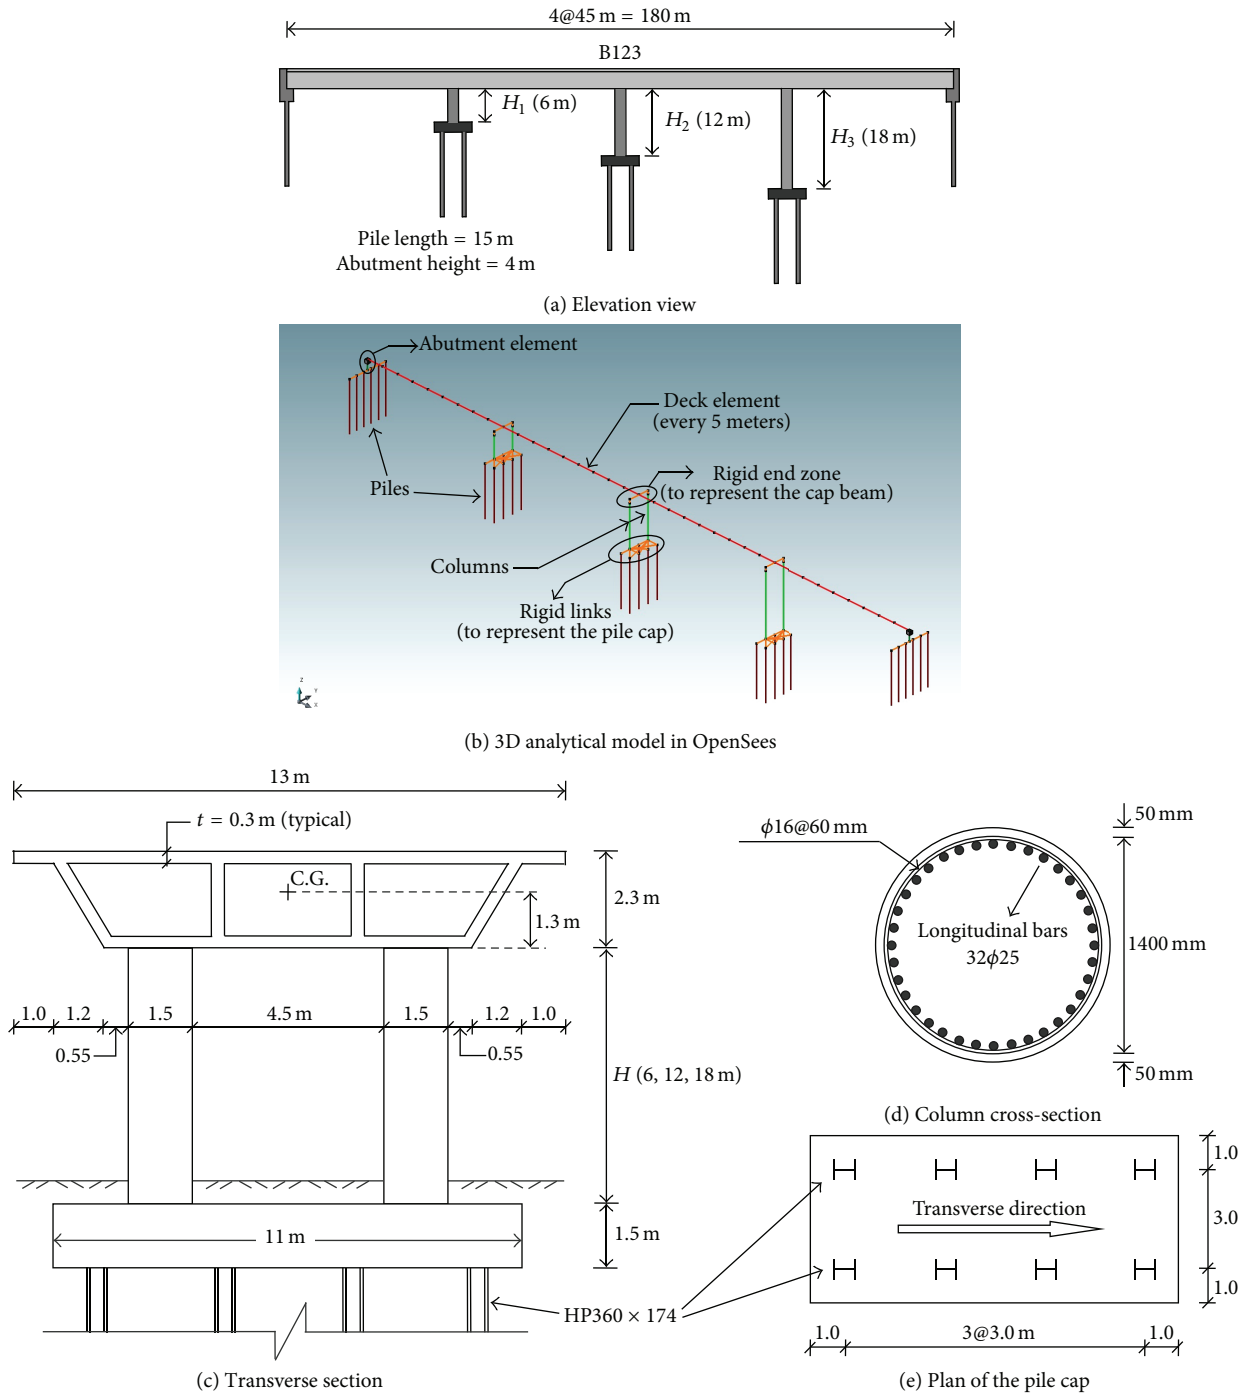 4@45 m = 180 m
B123
H1 (6 m)
H2 (12 m)
H3 (18 m)
Pile length = 15 m
Abutment height = 4 m
(a) Elevation view
Abutment element
Deck element
(every 5 meters)
Piles
Rigid end zone
(to represent the cap beam)
Columns
Rigid links
(to represent the pile cap)
Z
Y
X
(b) 3D analytical model in OpenSees
13 m
t = 0.3 m (typical)
C.G.
1.3 m
2.3 m
1.0 1.2 1.5 4.5 m 1.5 1.2 1.0
0.55 0.55
H (6, 12, 18 m)
11 m
1.5 m
HP360 × 174
(c) Transverse section
50 mm
ϕ16@60 mm
Longitudinal bars
32ϕ25
1400 mm
50 mm
(d) Column cross-section
1.0
Transverse direction
3.0
1.0
1.0 3@3.0 m 1.0
(e) Plan of the pile cap